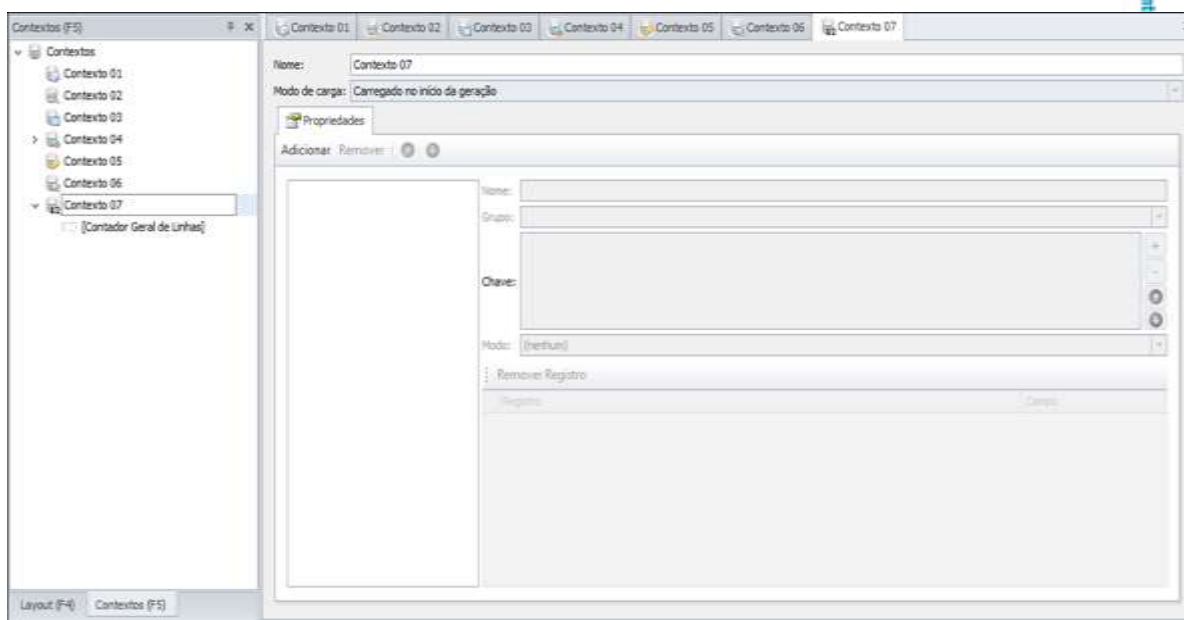 Contextos (F5)
Contextos
Contexto 01
Contexto 02
Contexto 03
Contexto 04
Contexto 05
Contexto 06
Contexto 07
[Contador Geral de Linhas]
Layout (F4)
Contextos (F5)
Contexto 01
Contexto 02
Contexto 03
Contexto 04
Contexto 05
Contexto 06
Contexto 07
Nome: Contexto 07
Modo de carga: Carregado no início da geração
Propriedades
Adicionar Remover
Nome:
Grupo:
Chave:
Modo: (nenhum)
Remover Registro
Registro Campo